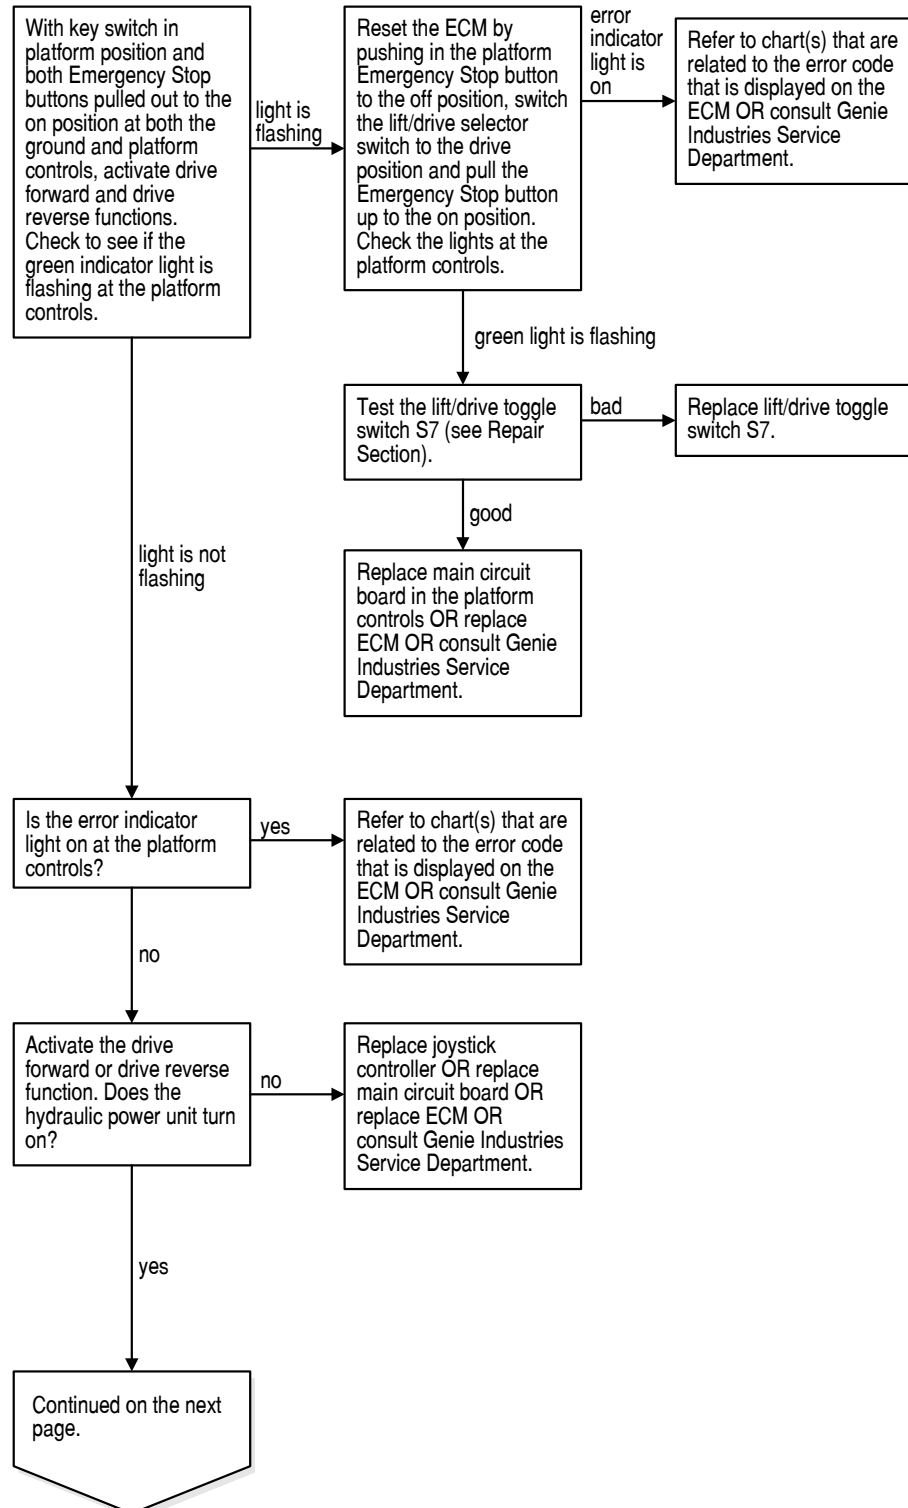 With key switch in
platform position and
both Emergency Stop
buttons pulled out to the
on position at both the
ground and platform
controls, activate drive
forward and drive
reverse functions.
Check to see if the
green indicator light is
flashing at the platform
controls.
light is
flashing
Reset the ECM by
pushing in the platform
Emergency Stop button
to the off position, switch
the lift/drive selector
switch to the drive
position and pull the
Emergency Stop button
up to the on position.
Check the lights at the
platform controls.
error
indicator
light is
on
Refer to chart(s) that are
related to the error code
that is displayed on the
ECM OR consult Genie
Industries Service
Department.
green light is flashing
Test the lift/drive toggle
switch S7 (see Repair
Section).
bad
Replace lift/drive toggle
switch S7.
good
Replace main circuit
board in the platform
controls OR replace
ECM OR consult Genie
Industries Service
Department.
light is not
flashing
Is the error indicator
light on at the platform
controls?
yes
Refer to chart(s) that are
related to the error code
that is displayed on the
ECM OR consult Genie
Industries Service
Department.
no
Activate the drive
forward or drive reverse
function. Does the
hydraulic power unit turn
on?
no
Replace joystick
controller OR replace
main circuit board OR
replace ECM OR
consult Genie Industries
Service Department.
yes
Continued on the next
page.